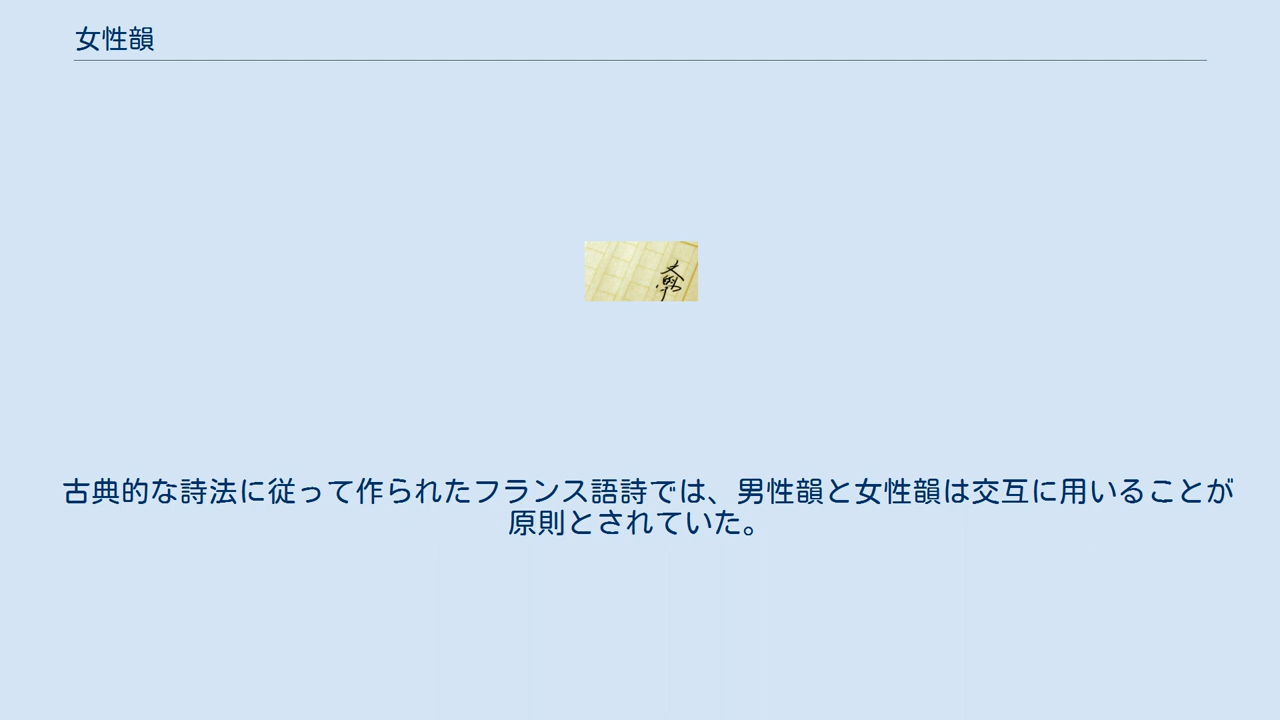 女性韻
古典的な詩法に従って作られたフランス語詩では、男性韻と女性韻は交互に用いることが
原則とされていた。